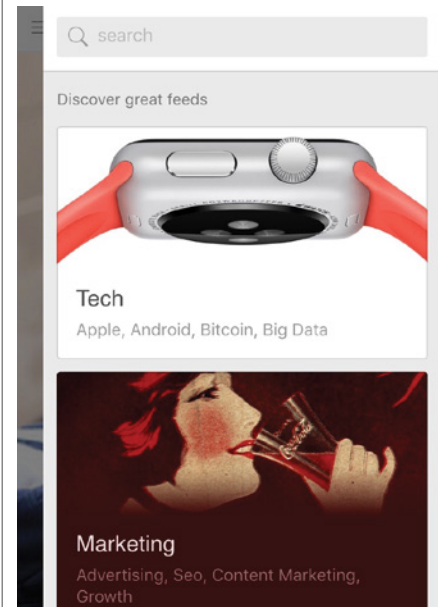 search
Discover great feeds
Tech
Apple, Android, Bitcoin, Big Data
Marketing
Advertising, Seo, Content Marketing,
Growth